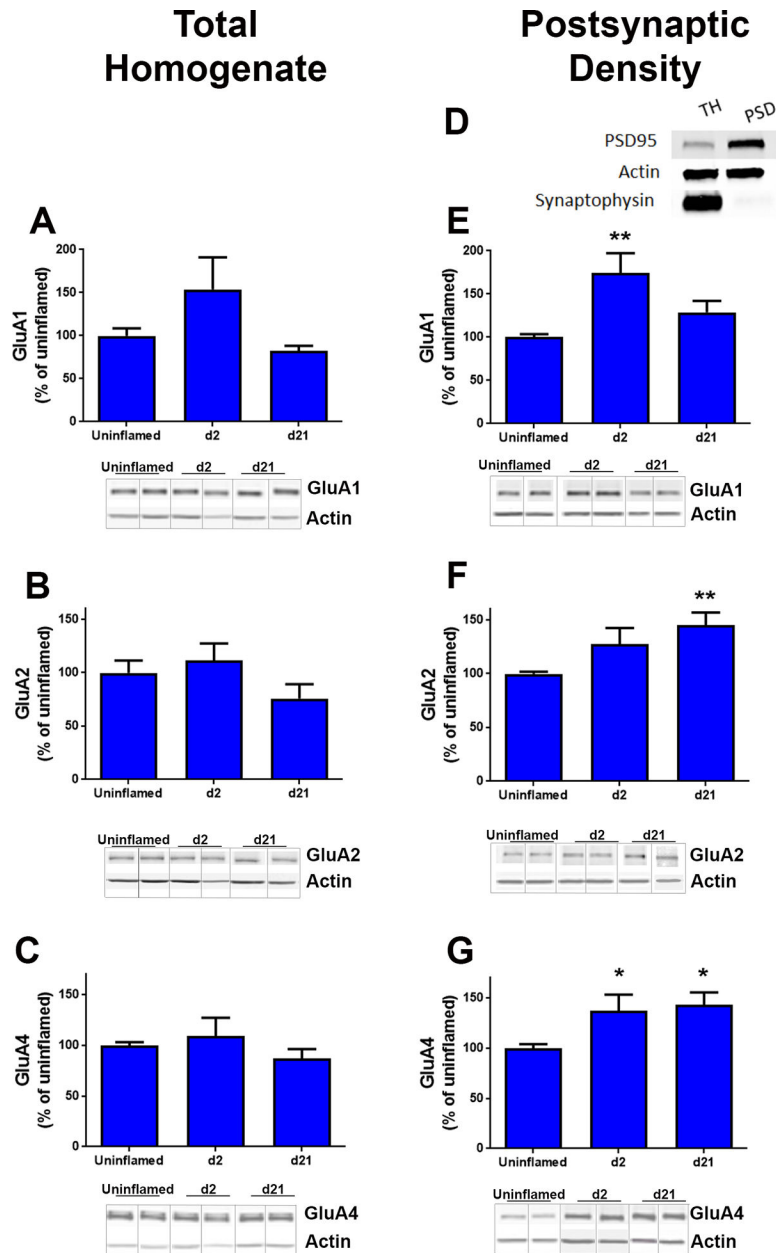 Total
Homogenate
Postsynaptic
Density
D
TH PSD
PSD95
Actin
Synaptophysin
A
GluA1
(% of uninflamed)
200
150
100
50
0
Uninflamed d2 d21
Uninflamed d2 d21
GluA1
Actin
E
**
GluA1
(% of uninflamed)
200
150
100
50
0
Uninflamed d2 d21
Uninflamed d2 d21
GluA1
Actin
B
GluA2
(% of uninflamed)
150
100
50
0
Uninflamed d2 d21
Uninflamed d2 d21
GluA2
Actin
F
**
GluA2
(% of uninflamed)
150
100
50
0
Uninflamed d2 d21
Uninflamed d2 d21
GluA2
Actin
C
GluA4
(% of uninflamed)
150
100
50
0
Uninflamed d2 d21
Uninflamed d2 d21
GluA4
Actin
G
* *
GluA4
(% of uninflamed)
150
100
50
0
Uninflamed d2 d21
Uninflamed d2 d21
GluA4
Actin